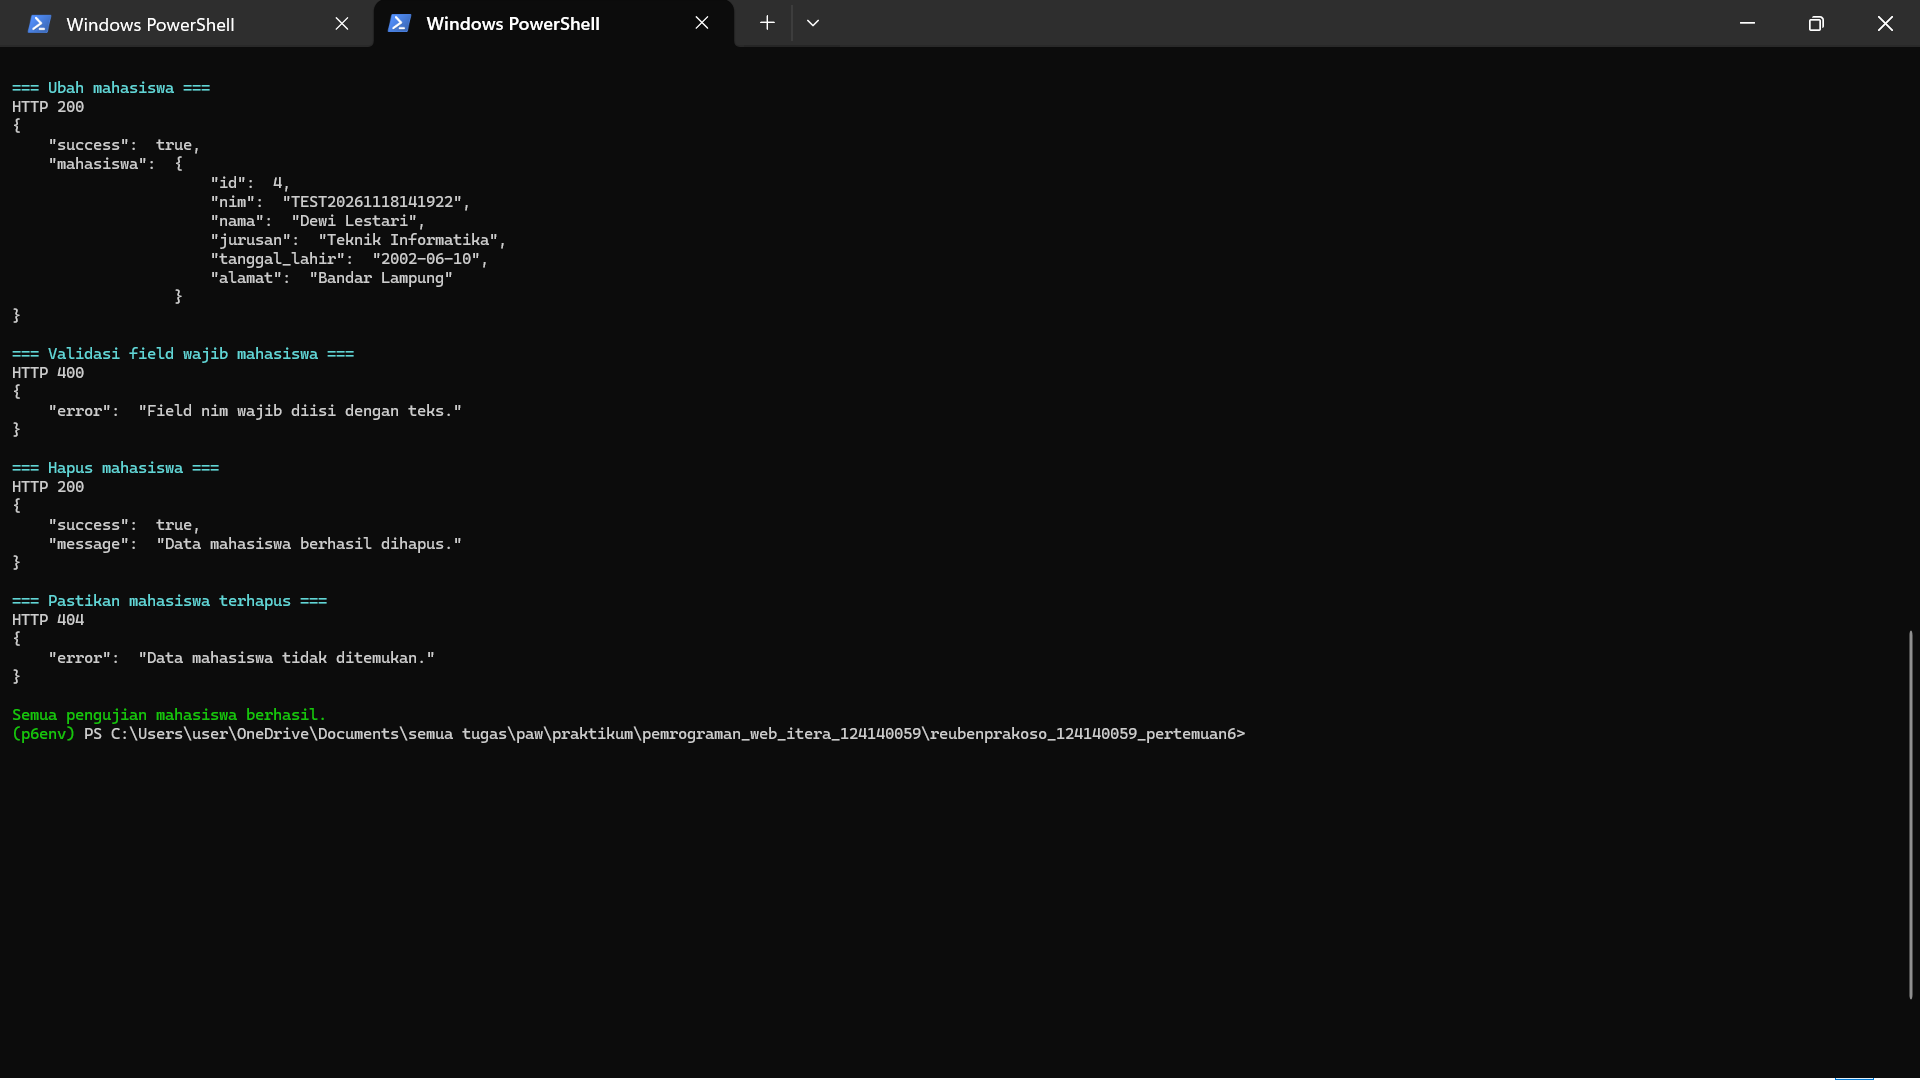 Windows PowerShell
Windows PowerShell
=== Ubah mahasiswa ===
HTTP 200
{
    "success":  true,
    "mahasiswa":  {
                      "id":  4,
                      "nim":  "TEST20261118141922",
                      "nama":  "Dewi Lestari",
                      "jurusan":  "Teknik Informatika",
                      "tanggal_lahir":  "2002-06-10",
                      "alamat":  "Bandar Lampung"
                  }
}
=== Validasi field wajib mahasiswa ===
HTTP 400
{
    "error":  "Field nim wajib diisi dengan teks."
}
=== Hapus mahasiswa ===
HTTP 200
{
    "success":  true,
    "message":  "Data mahasiswa berhasil dihapus."
}
=== Pastikan mahasiswa terhapus ===
HTTP 404
{
    "error":  "Data mahasiswa tidak ditemukan."
}
Semua pengujian mahasiswa berhasil.
(p6env) PS C:\Users\user\OneDrive\Documents\semua tugas\paw\praktikum\pemrograman_web_itera_124140059\reubenprakoso_124140059_pertemuan6>